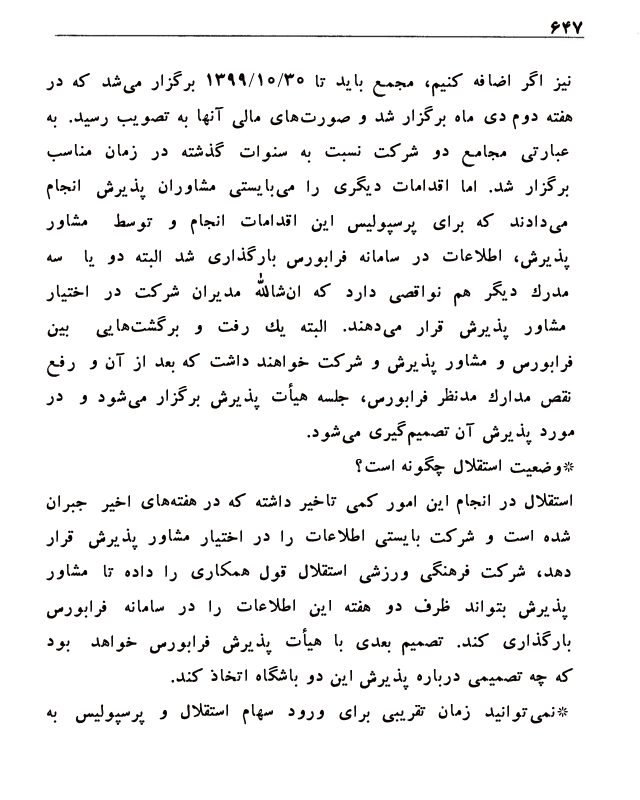 ۶۴۷
نیز اگر اضافه کنیم، مجمع باید تا ۱۳۹۹/۱۰/۳۰ برگزار می‌شد که در
هفته دوم دی ماه برگزار شد و صورت‌های مالی آنها به تصویب رسید. به
عبارتی مجامع دو شرکت نسبت به سنوات گذشته در زمان مناسب
برگزار شد. اما اقدامات دیگری را می‌بایستی مشاوران پذیرش انجام
می‌دادند که برای پرسپولیس این اقدامات انجام و توسط مشاور
پذیرش، اطلاعات در سامانه فرابورس بارگذاری شد البته دو یا سه
مدرك دیگر هم نواقصی دارد که ان‌شاالله مدیران شرکت در اختیار
مشاور پذیرش قرار می‌دهند. البته يك رفت و برگشت‌هایی بین
فرابورس و مشاور پذیرش و شرکت خواهند داشت که بعد از آن و رفع
نقص مدارك مدنظر فرابورس، جلسه هیأت پذیرش برگزار می‌شود و در
مورد پذیرش آن تصمیم‌گیری می‌شود.
*وضعیت استقلال چگونه است؟
استقلال در انجام این امور کمی تاخیر داشته که در هفته‌های اخیر جبران
شده است و شرکت بایستی اطلاعات را در اختیار مشاور پذیرش قرار
دهد، شرکت فرهنگی ورزشی استقلال قول همکاری را داده تا مشاور
پذیرش بتواند ظرف دو هفته این اطلاعات را در سامانه فرابورس
بارگذاری کند. تصمیم بعدی با هیأت پذیرش فرابورس خواهد بود
که چه تصمیمی درباره پذیرش این دو باشگاه اتخاذ کند.
*نمی‌توانید زمان تقریبی برای ورود سهام استقلال و پرسپولیس به